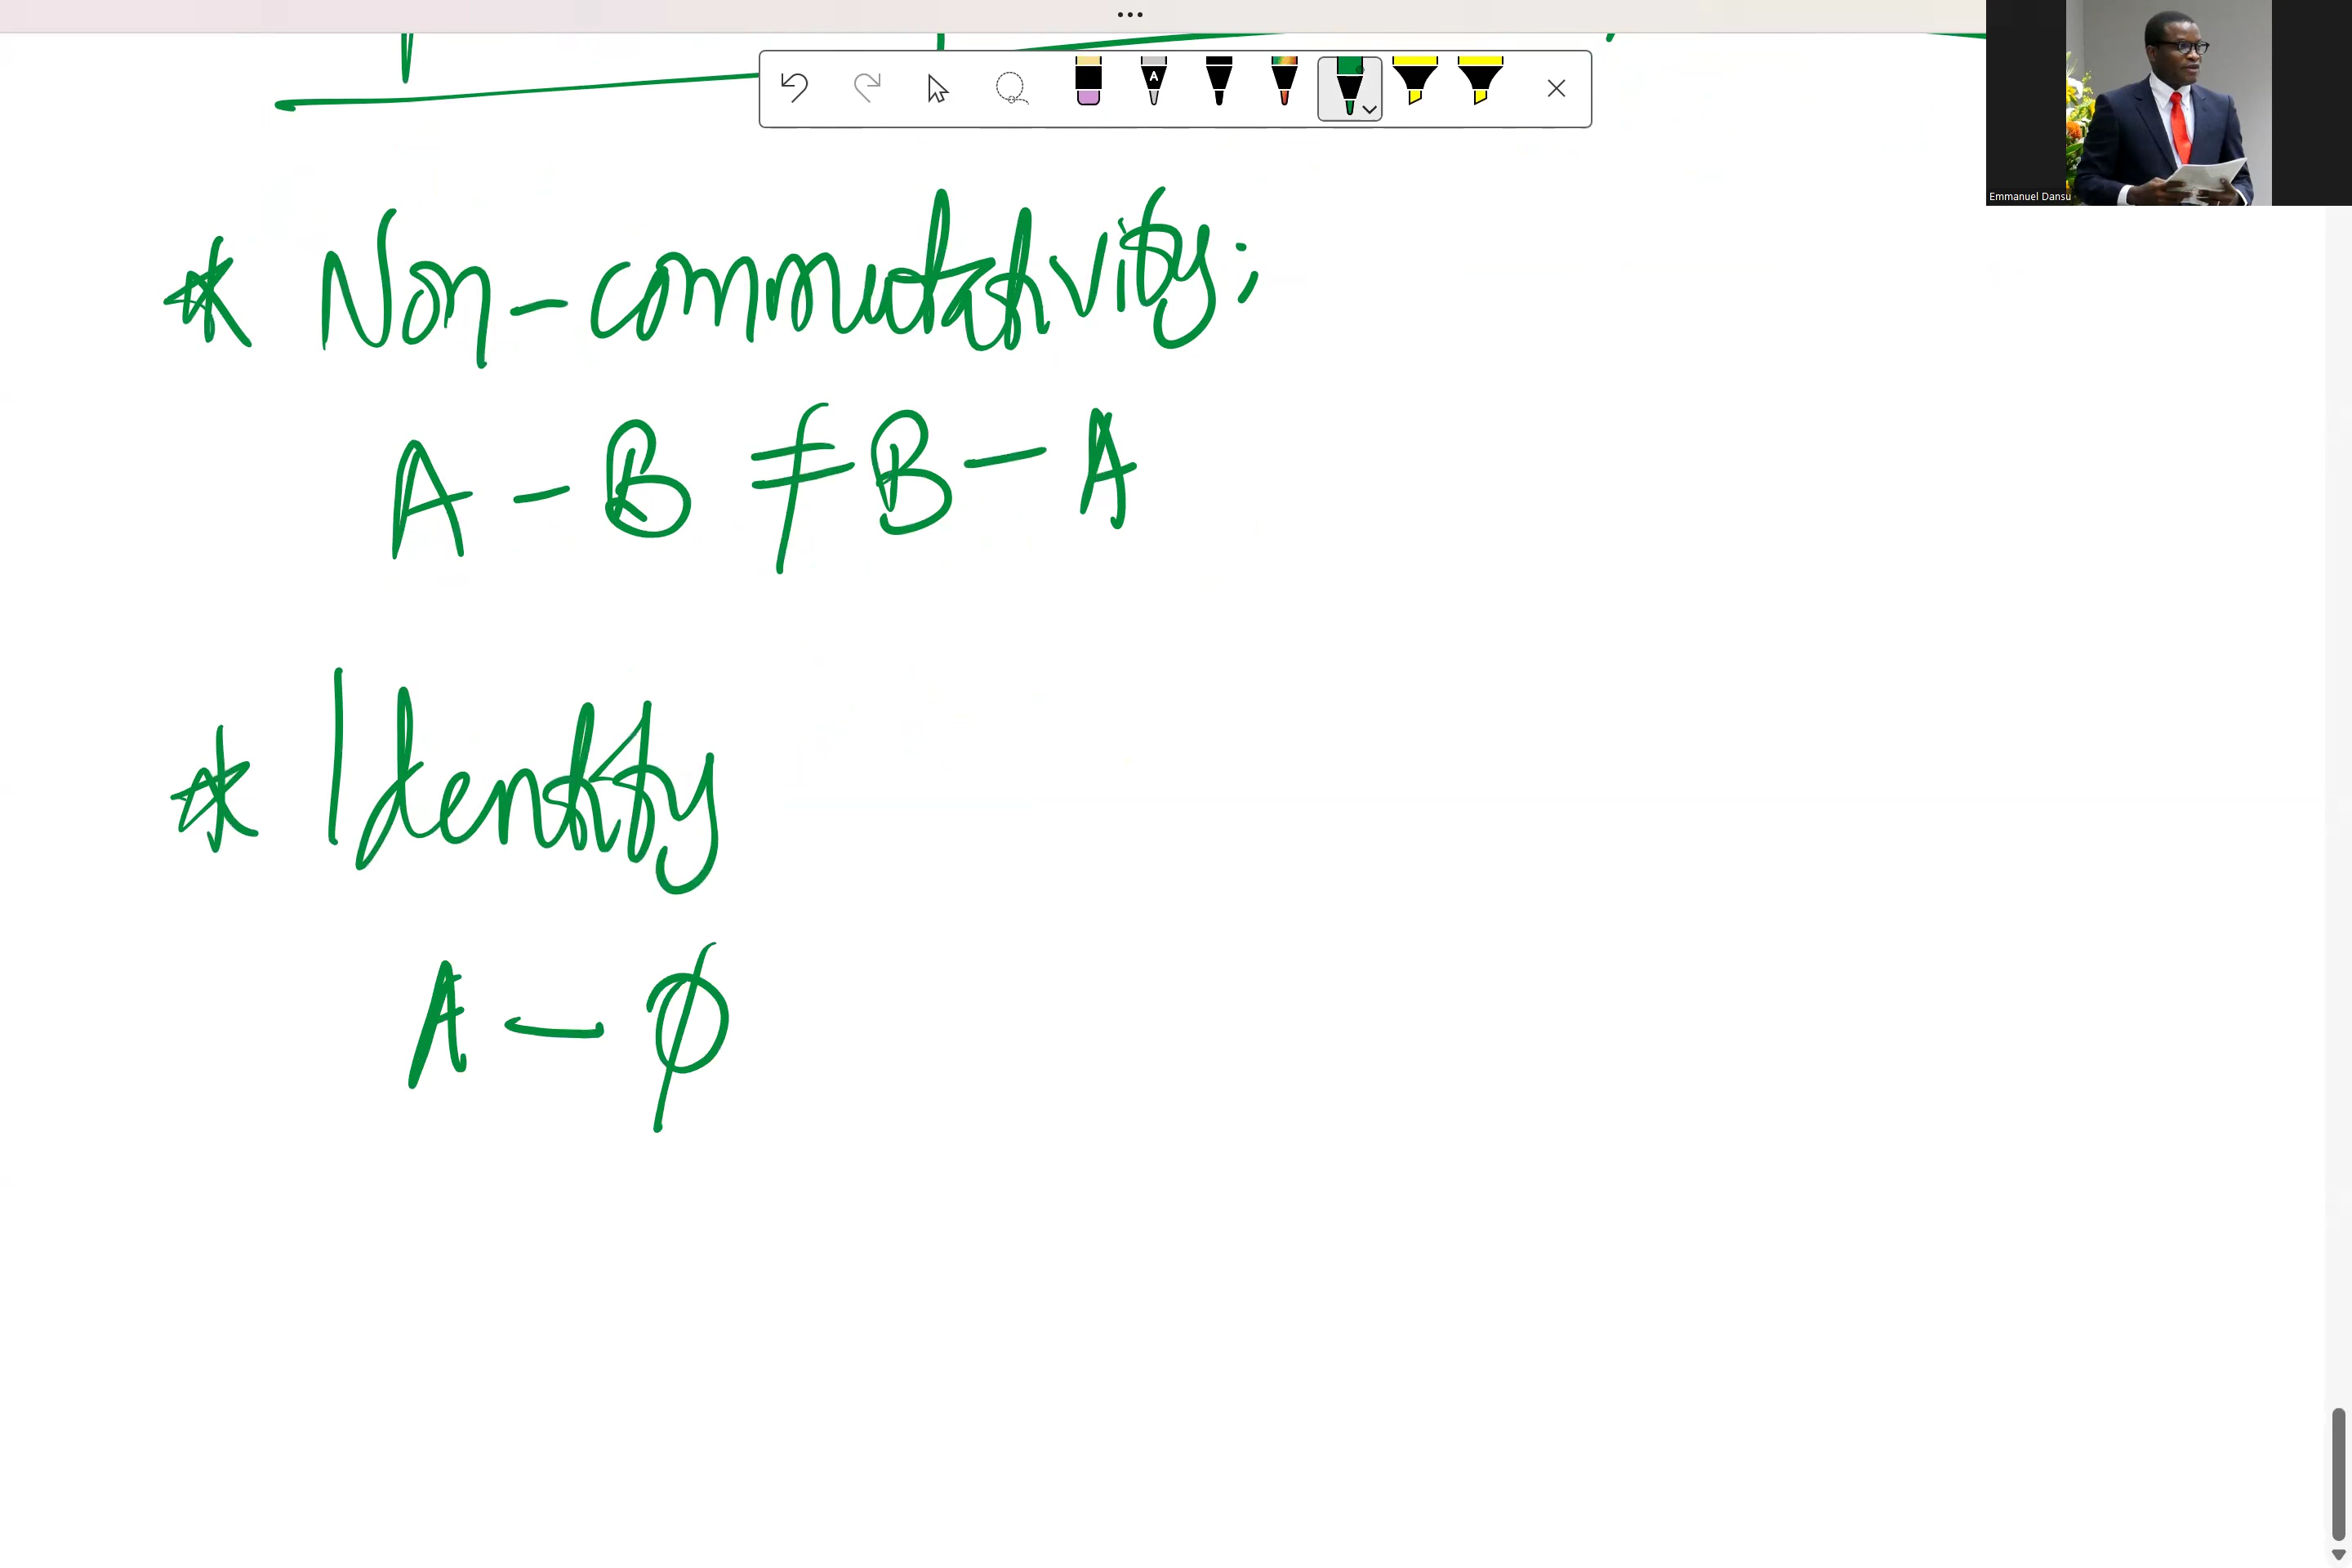 A
Emmanuel Dansu
* Non-commutativity;
A - B ≠ B - A
* Identity
A - ϕ